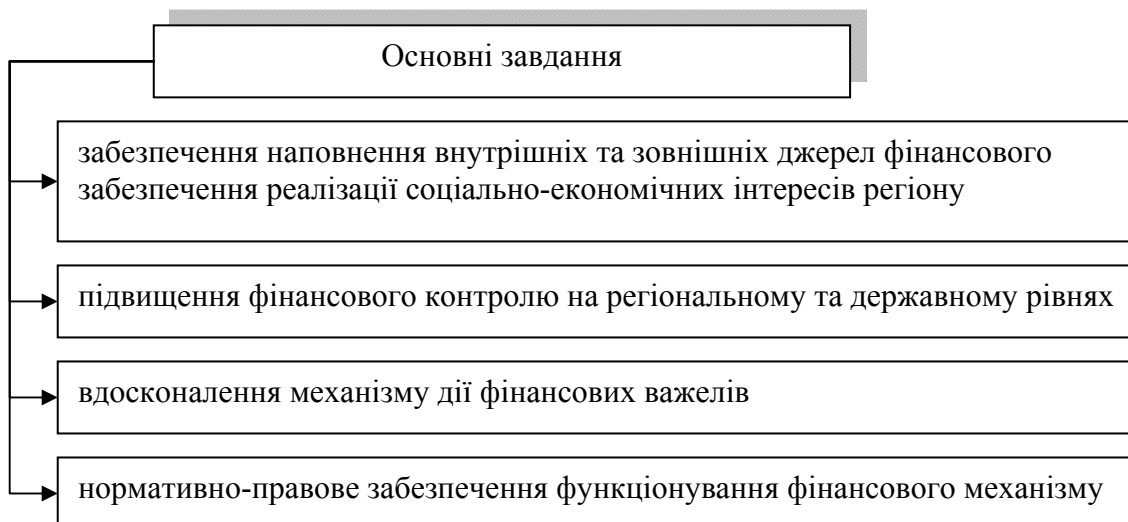 Основні завдання
забезпечення наповнення внутрішніх та зовнішніх джерел фінансового
забезпечення реалізації соціально-економічних інтересів регіону
підвищення фінансового контролю на регіональному та державному рівнях
вдосконалення механізму дії фінансових важелів
нормативно-правове забезпечення функціонування фінансового механізму